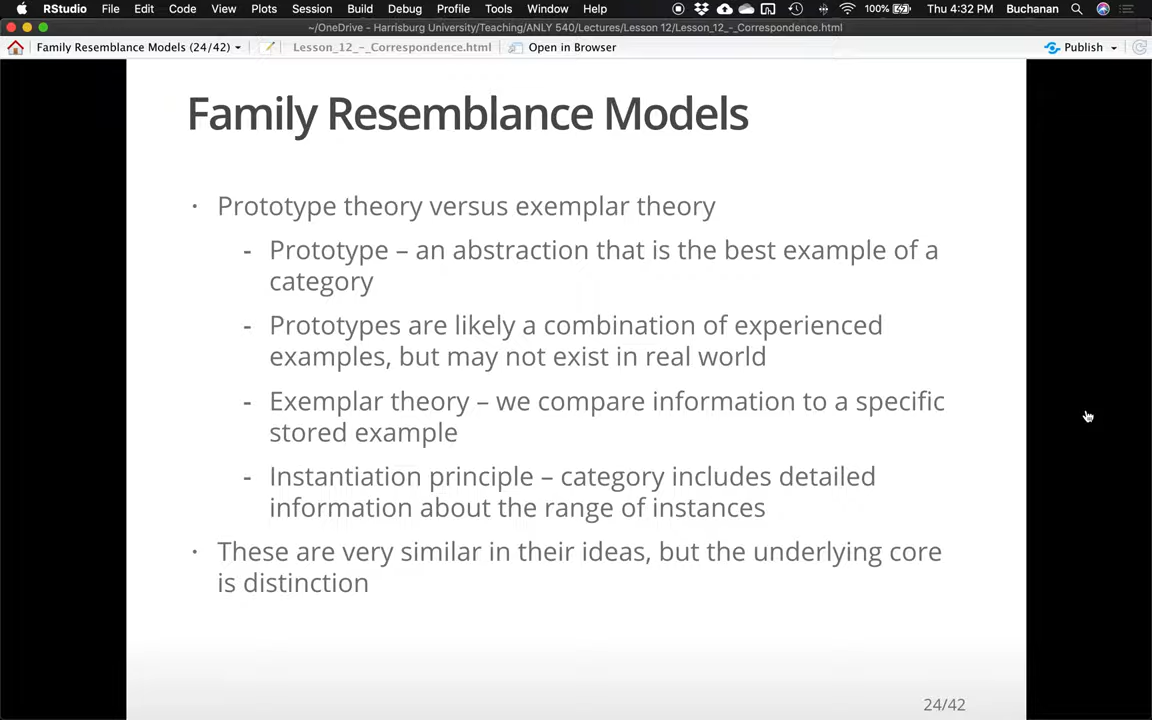 RStudio File Edit Code View Plots Session Build Debug Profile Tools Window Help 100% Thu 4:32 PM Buchanan
~/OneDrive - Harrisburg University/Teaching/ANLY 540/Lectures/Lesson 12/Lesson_12_-_Correspondence.html
Family Resemblance Models (24/42) Lesson_12_-_Correspondence.html Open in Browser Publish
Family Resemblance Models
• Prototype theory versus exemplar theory
- Prototype – an abstraction that is the best example of a
category
- Prototypes are likely a combination of experienced
examples, but may not exist in real world
- Exemplar theory – we compare information to a specific
stored example
- Instantiation principle – category includes detailed
information about the range of instances
• These are very similar in their ideas, but the underlying core
is distinction
24/42